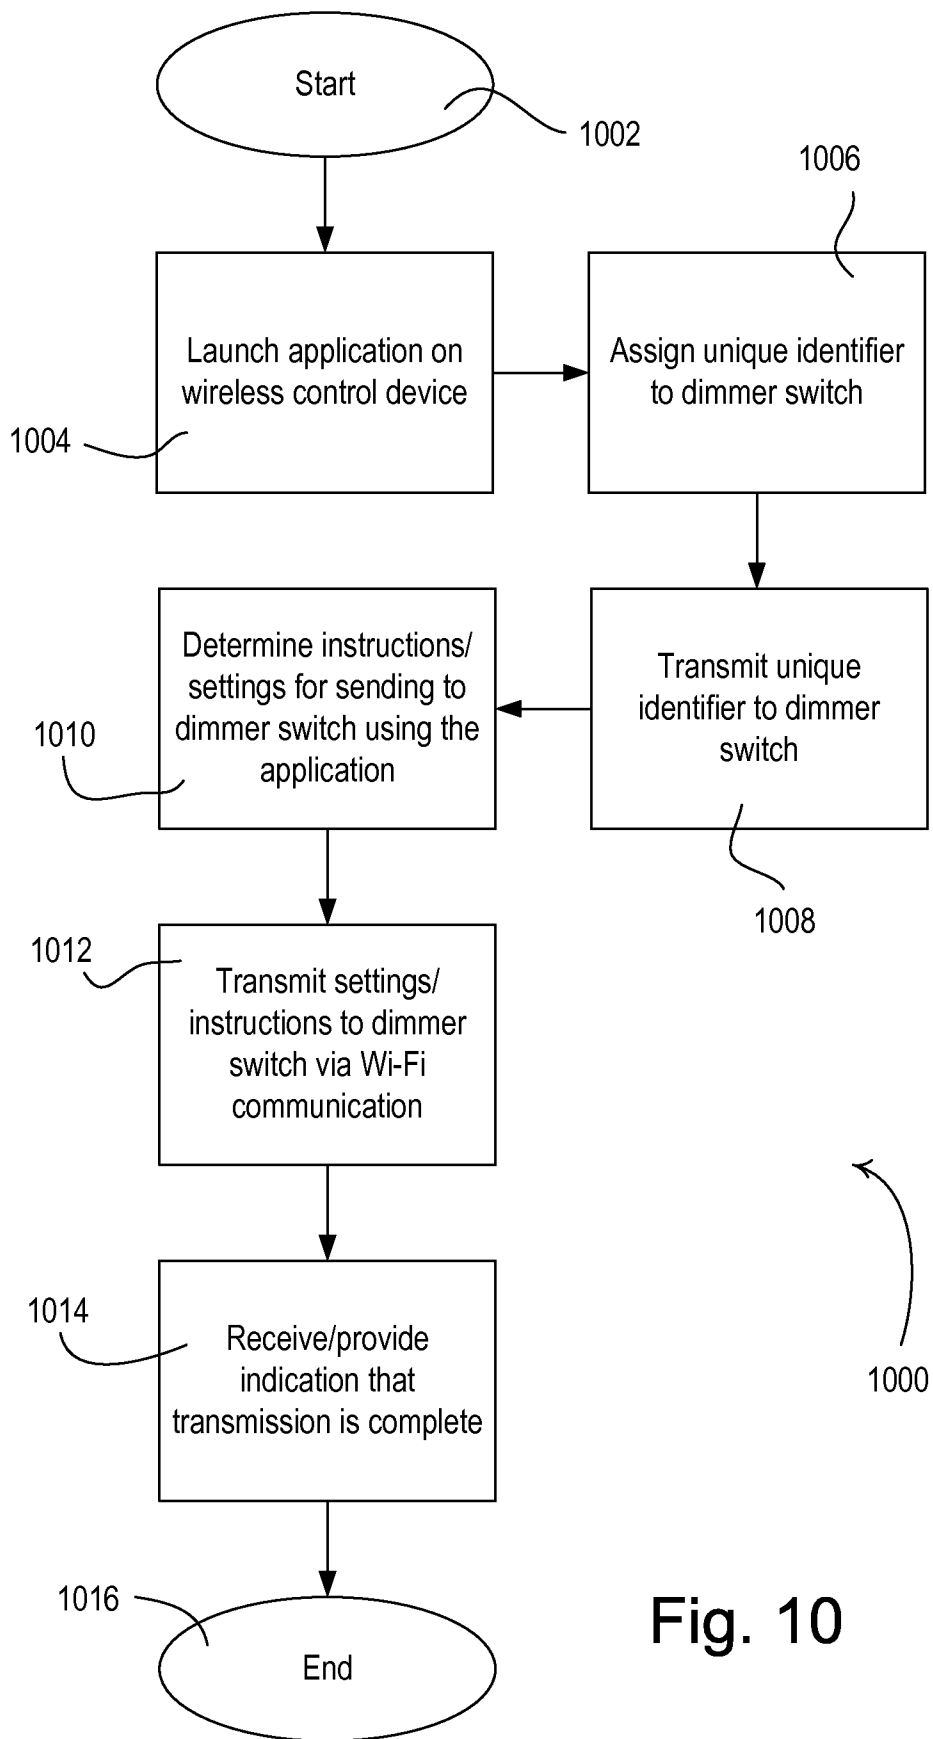 Start
1002
1006
Launch application on
wireless control device
1004
Assign unique identifier
to dimmer switch
Determine instructions/
settings for sending to
dimmer switch using the
application
1010
Transmit unique
identifier to dimmer
switch
1008
1012
Transmit settings/
instructions to dimmer
switch via Wi-Fi
communication
1014
Receive/provide
indication that
transmission is complete
1000
1016
End
Fig. 10